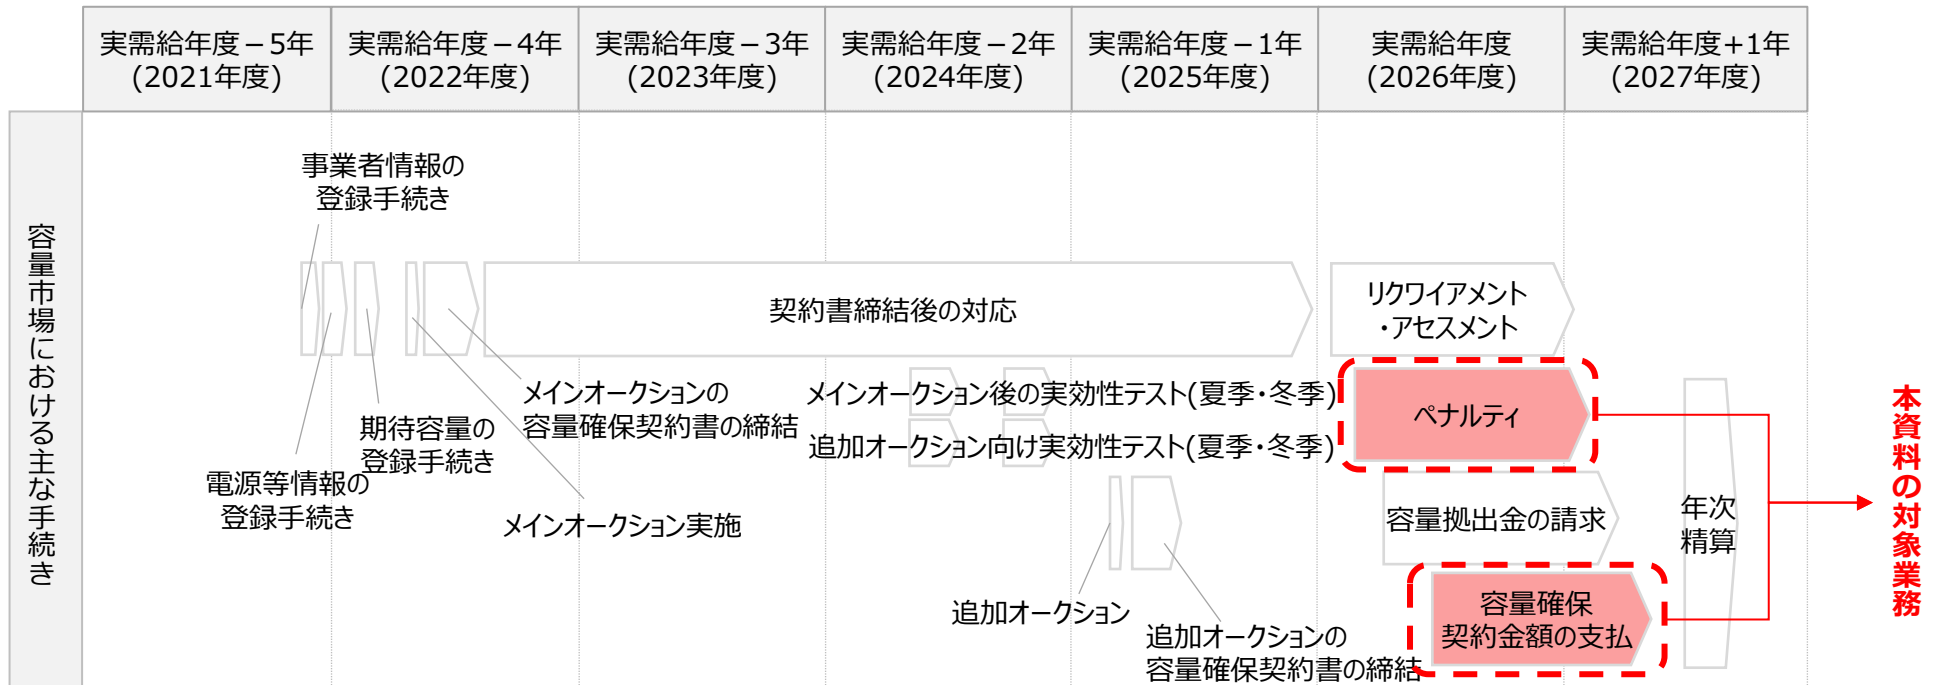 実需給年度－5年
(2021年度)
実需給年度－4年
(2022年度)
実需給年度－3年
(2023年度)
実需給年度－2年
(2024年度)
実需給年度－1年
(2025年度)
実需給年度
(2026年度)
実需給年度+1年
(2027年度)
容量市場における主な手続き
事業者情報の
登録手続き
電源等情報の
登録手続き
期待容量の
登録手続き
メインオークション実施
メインオークションの
容量確保契約書の締結
契約書締結後の対応
メインオークション後の実効性テスト(夏季・冬季)
追加オークション向け実効性テスト(夏季・冬季)
追加オークション
追加オークションの
容量確保契約書の締結
リクワイアメント
・アセスメント
ペナルティ
容量拠出金の請求
容量確保
契約金額の支払
年次
精算
本資料の対象業務